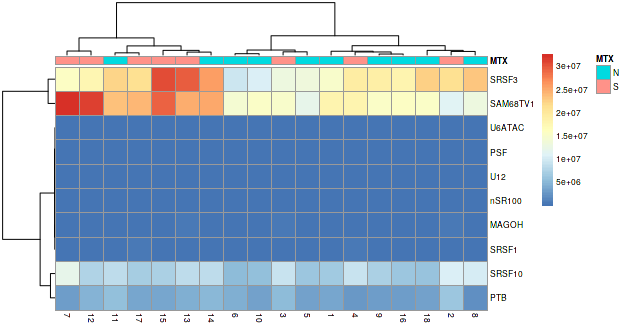 MTX
SRSF3
SAM68TV1
U6ATAC
PSF
U12
nSR100
MAGOH
SRSF1
SRSF10
PTB
7 12 11 17 15 13 14 6 10 3 5 1 4 9 16 18 2 8
3e+07
2.5e+07
2e+07
1.5e+07
1e+07
5e+06
MTX
N
S